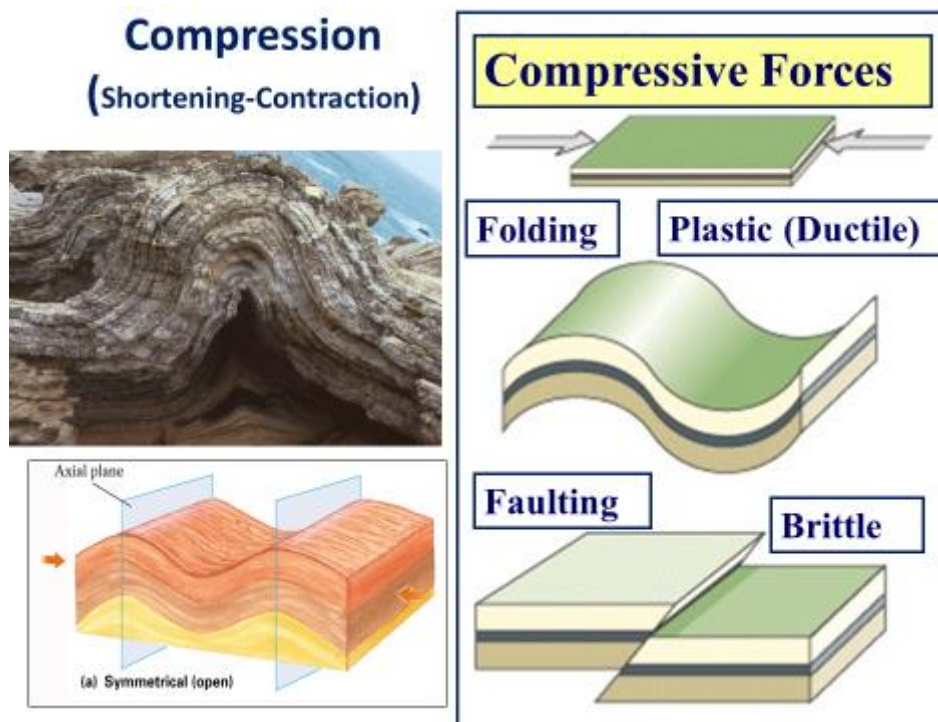 Compression
(Shortening-Contraction)
Axial plane
(a) Symmetrical (open)
Compressive Forces
Folding
Plastic (Ductile)
Faulting
Brittle